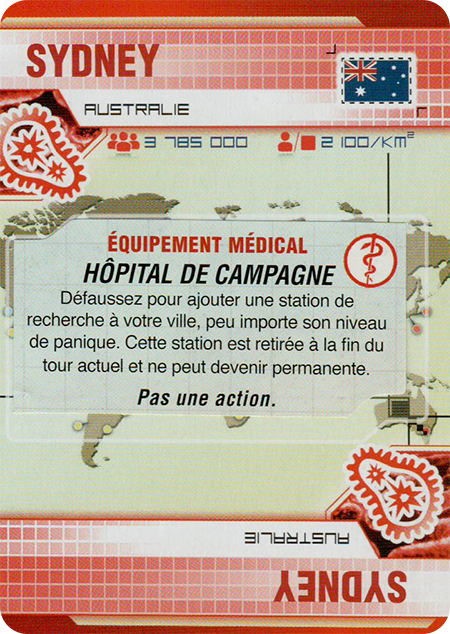 SYDNEY
AUSTRALIE
3 785 000 2 100/KM²
ÉQUIPEMENT MÉDICAL
HÔPITAL DE CAMPAGNE
Défaussez pour ajouter une station de
recherche à votre ville, peu importe son niveau
de panique. Cette station est retirée à la fin du
tour actuel et ne peut devenir permanente.
Pas une action.
AUSTRALIE
SYDNEY